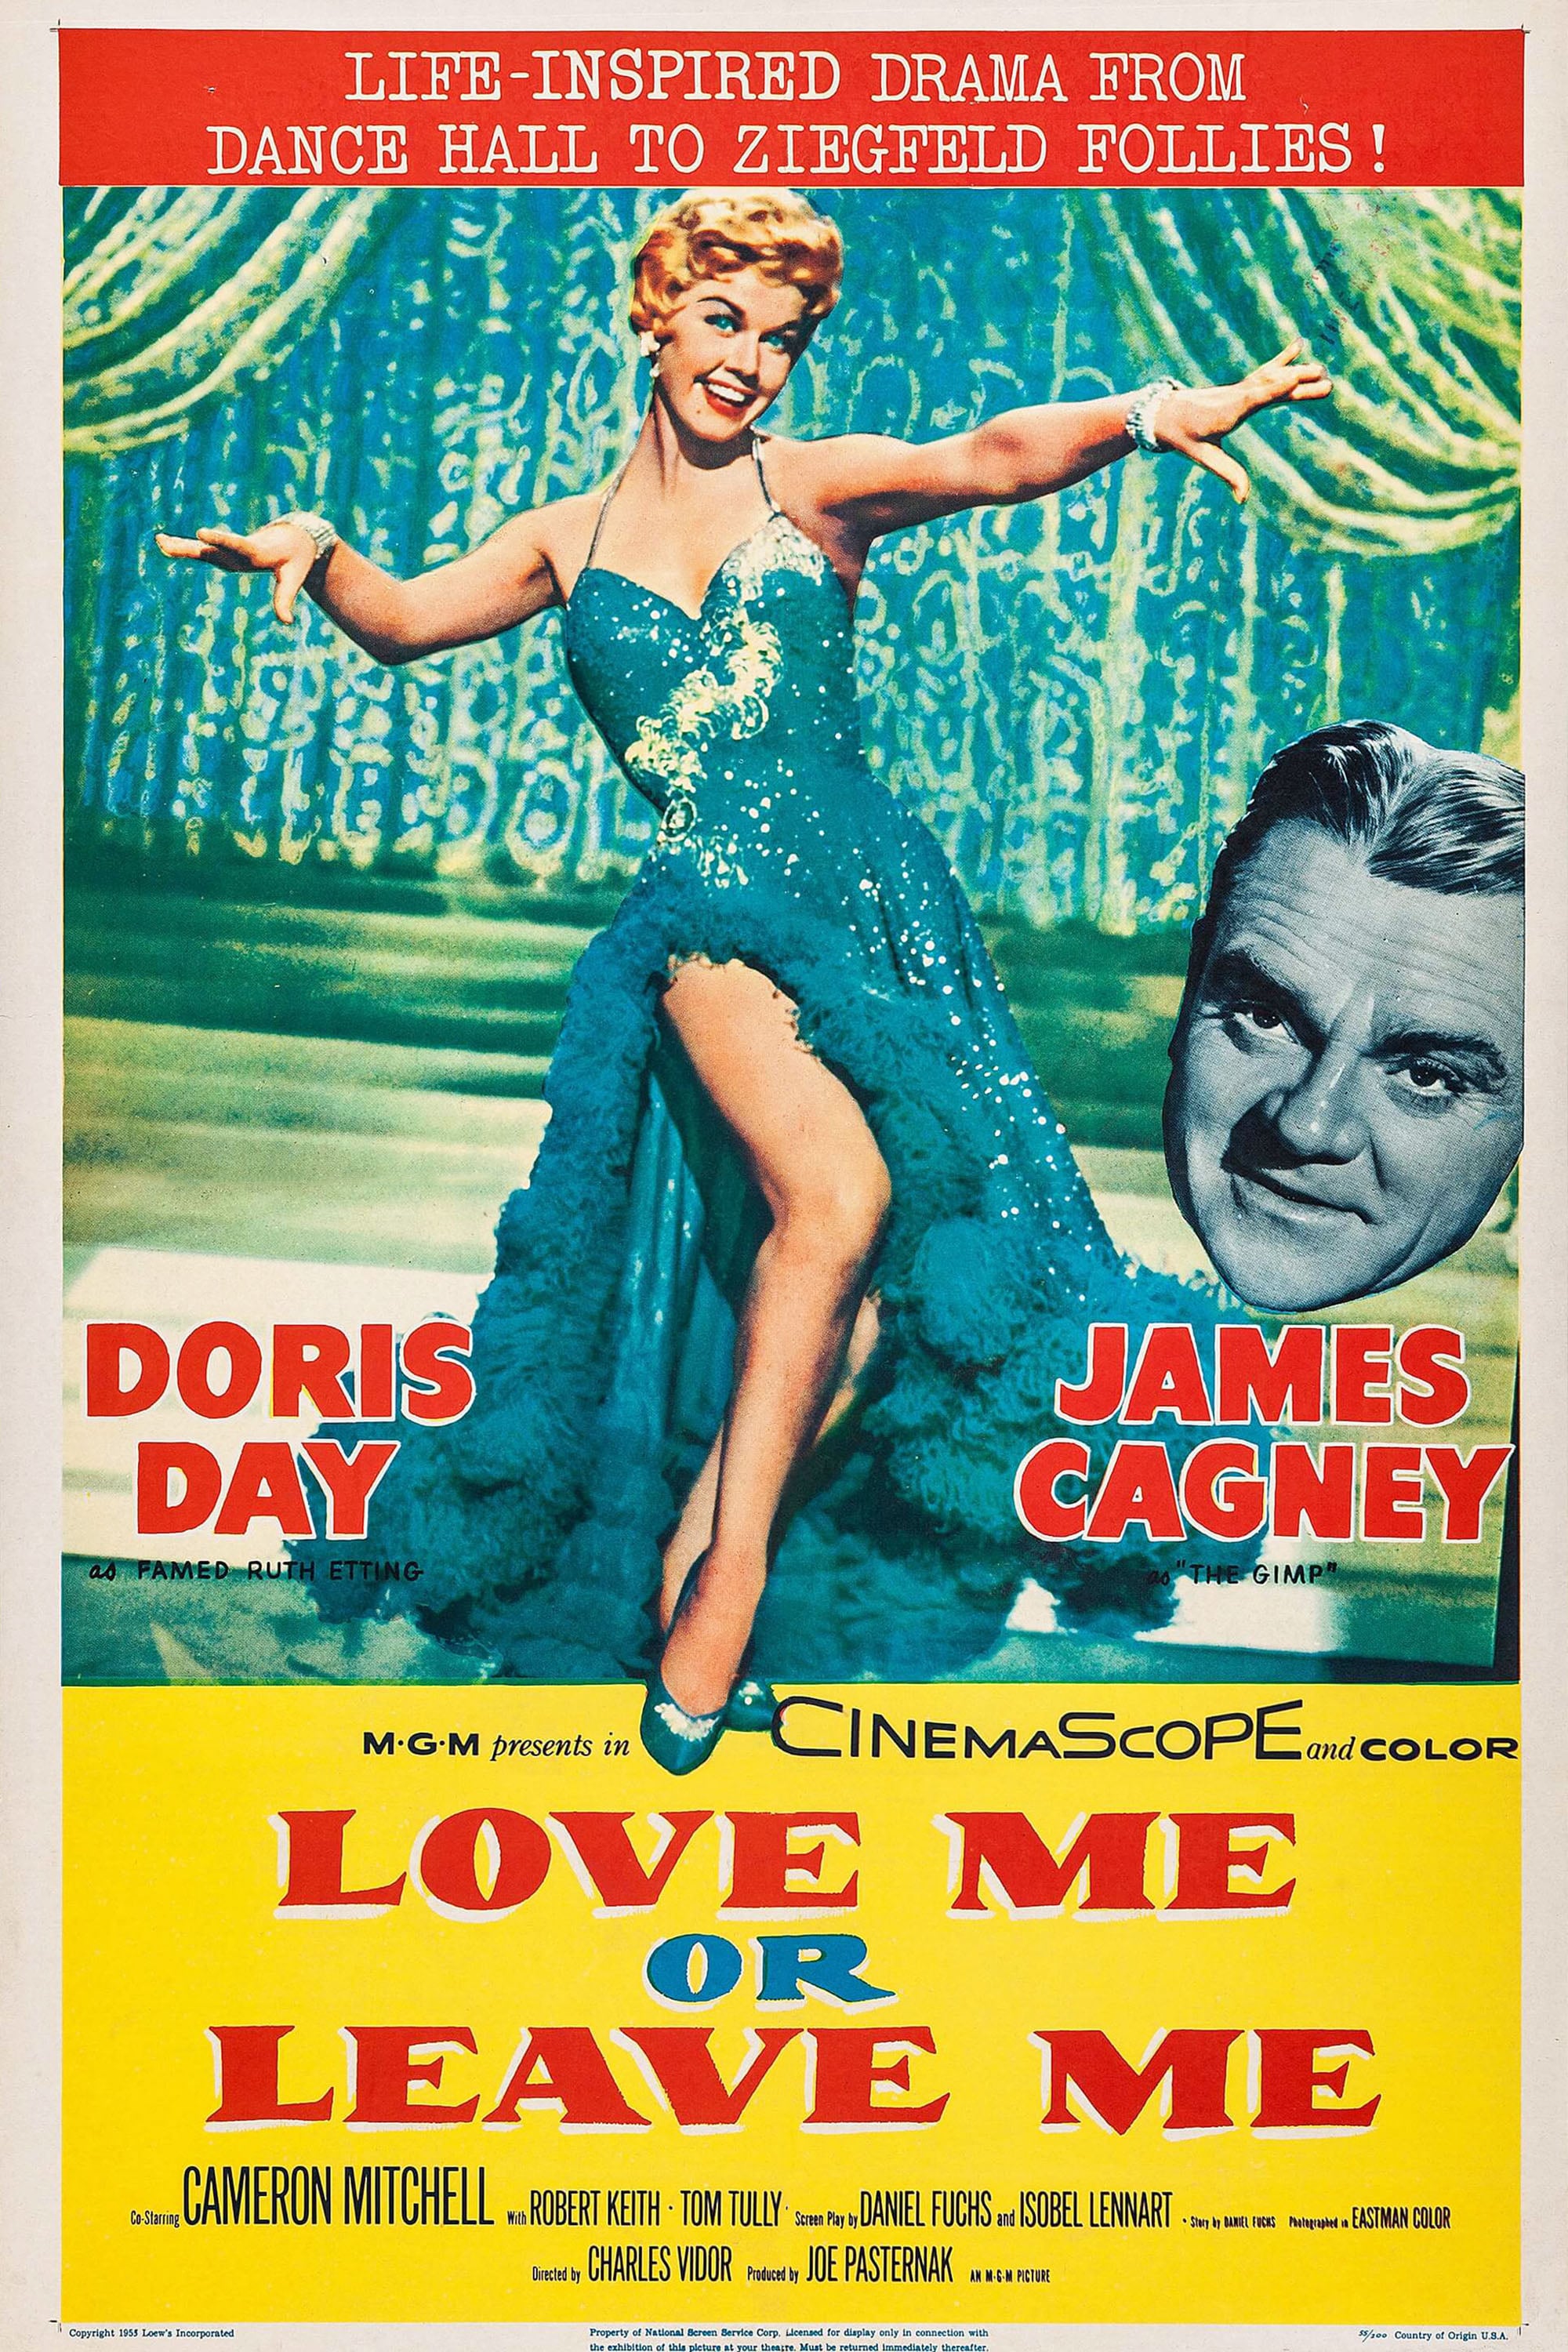 LIFE-INSPIRED DRAMA FROM
DANCE HALL TO ZIEGFELD FOLLIES!
DORIS
DAY
as FAMED RUTH ETTING
JAMES
CAGNEY
as "THE GIMP"
M·G·M presents in CINEMASCOPE and COLOR
LOVE ME
OR
LEAVE ME
Co-Starring CAMERON MITCHELL With ROBERT KEITH · TOM TULLY · Screen Play by DANIEL FUCHS and ISOBEL LENNART · Story by DANIEL FUCHS Photographed in EASTMAN COLOR
Directed by CHARLES VIDOR Produced by JOE PASTERNAK AN M-G-M PICTURE
Copyright 1955 Loew's Incorporated
Property of National Screen Service Corp. Licensed for display only in connection with
the exhibition of this picture at your theatre. Must be returned immediately thereafter.
55/200 Country of Origin U.S.A.